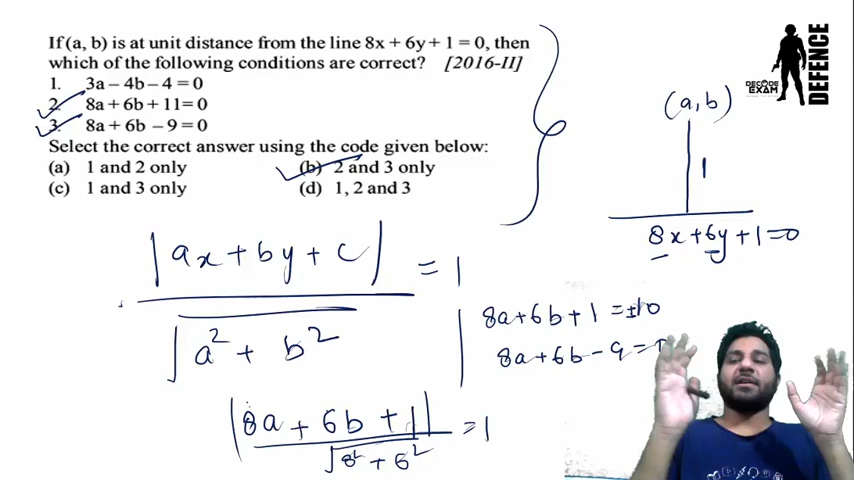 If (a, b) is at unit distance from the line 8x + 6y + 1 = 0, then
which of the following conditions are correct? [2016-II]
1. 3a – 4b – 4 = 0
2. 8a + 6b + 11= 0
3. 8a + 6b – 9 = 0
Select the correct answer using the code given below:
(a) 1 and 2 only (b) 2 and 3 only
(c) 1 and 3 only (d) 1, 2 and 3
DECODE
EXAM
DEFENCE
(a,b)
1
8x+6y+1=0
|ax+by+c| = 1
√a²+ b²
8a+6b+1=±10
8a+6b-9=
|8a+6b+1| =1
√8²+6²